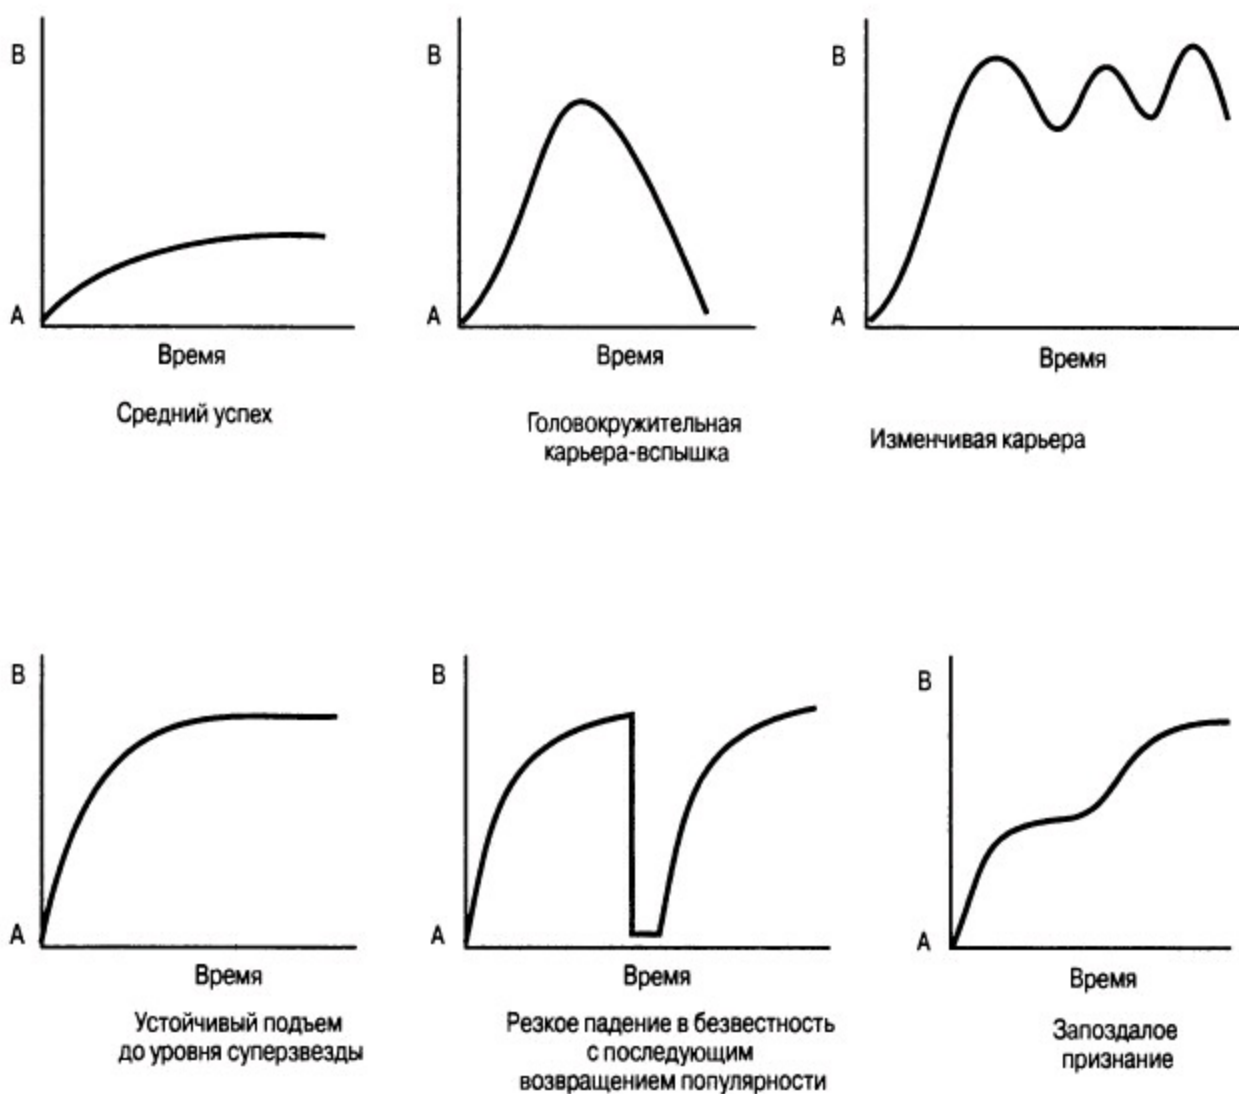 В
А
Время
Средний успех
В
А
Время
Головокружительная
карьера-вспышка
В
А
Время
Изменчивая карьера
В
А
Время
Устойчивый подъем
до уровня суперзвезды
В
А
Время
Резкое падение в безвестность
с последующим
возвращением популярности
В
А
Время
Запоздалое
признание